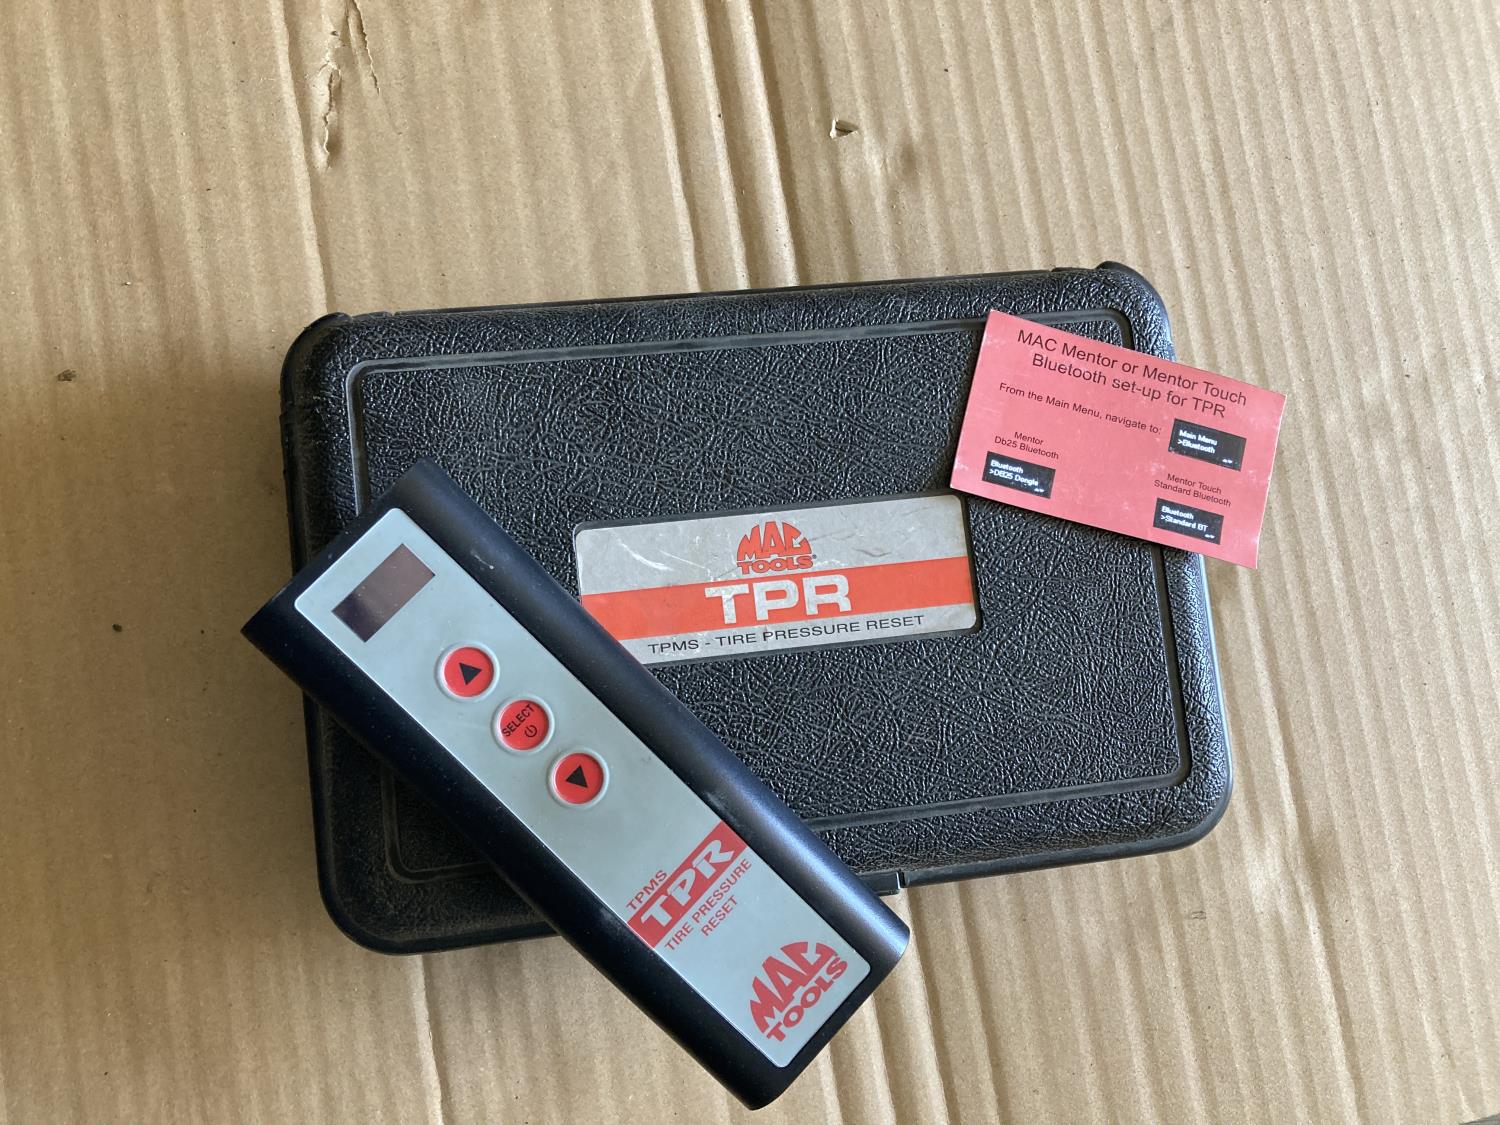 MAC Mentor or Mentor Touch
Bluetooth set-up for TPR
From the Main Menu, navigate to:
Main Menu
>Bluetooth
Mentor
Db25 Bluetooth
Bluetooth
>DB25 Dongle
Mentor Touch
Standard Bluetooth
Bluetooth
>Standard BT
MAC
TOOLS®
TPR
TPMS - TIRE PRESSURE RESET
SELECT
TPMS
TPR
TIRE PRESSURE
RESET
MAC
TOOLS